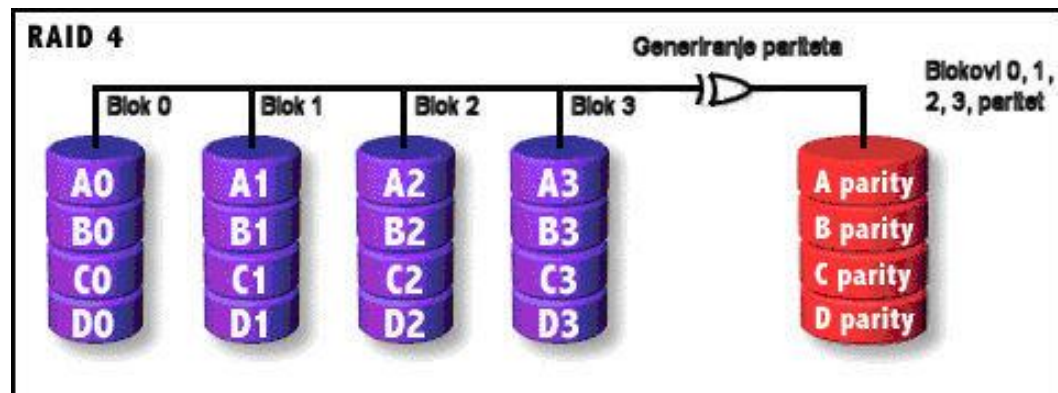 RAID 4
Generiranje pariteta
Blokovi 0, 1,
2, 3, paritet
Blok 0
Blok 1
Blok 2
Blok 3
A0
A1
A2
A3
A parity
B0
B1
B2
B3
B parity
C0
C1
C2
C3
C parity
D0
D1
D2
D3
D parity